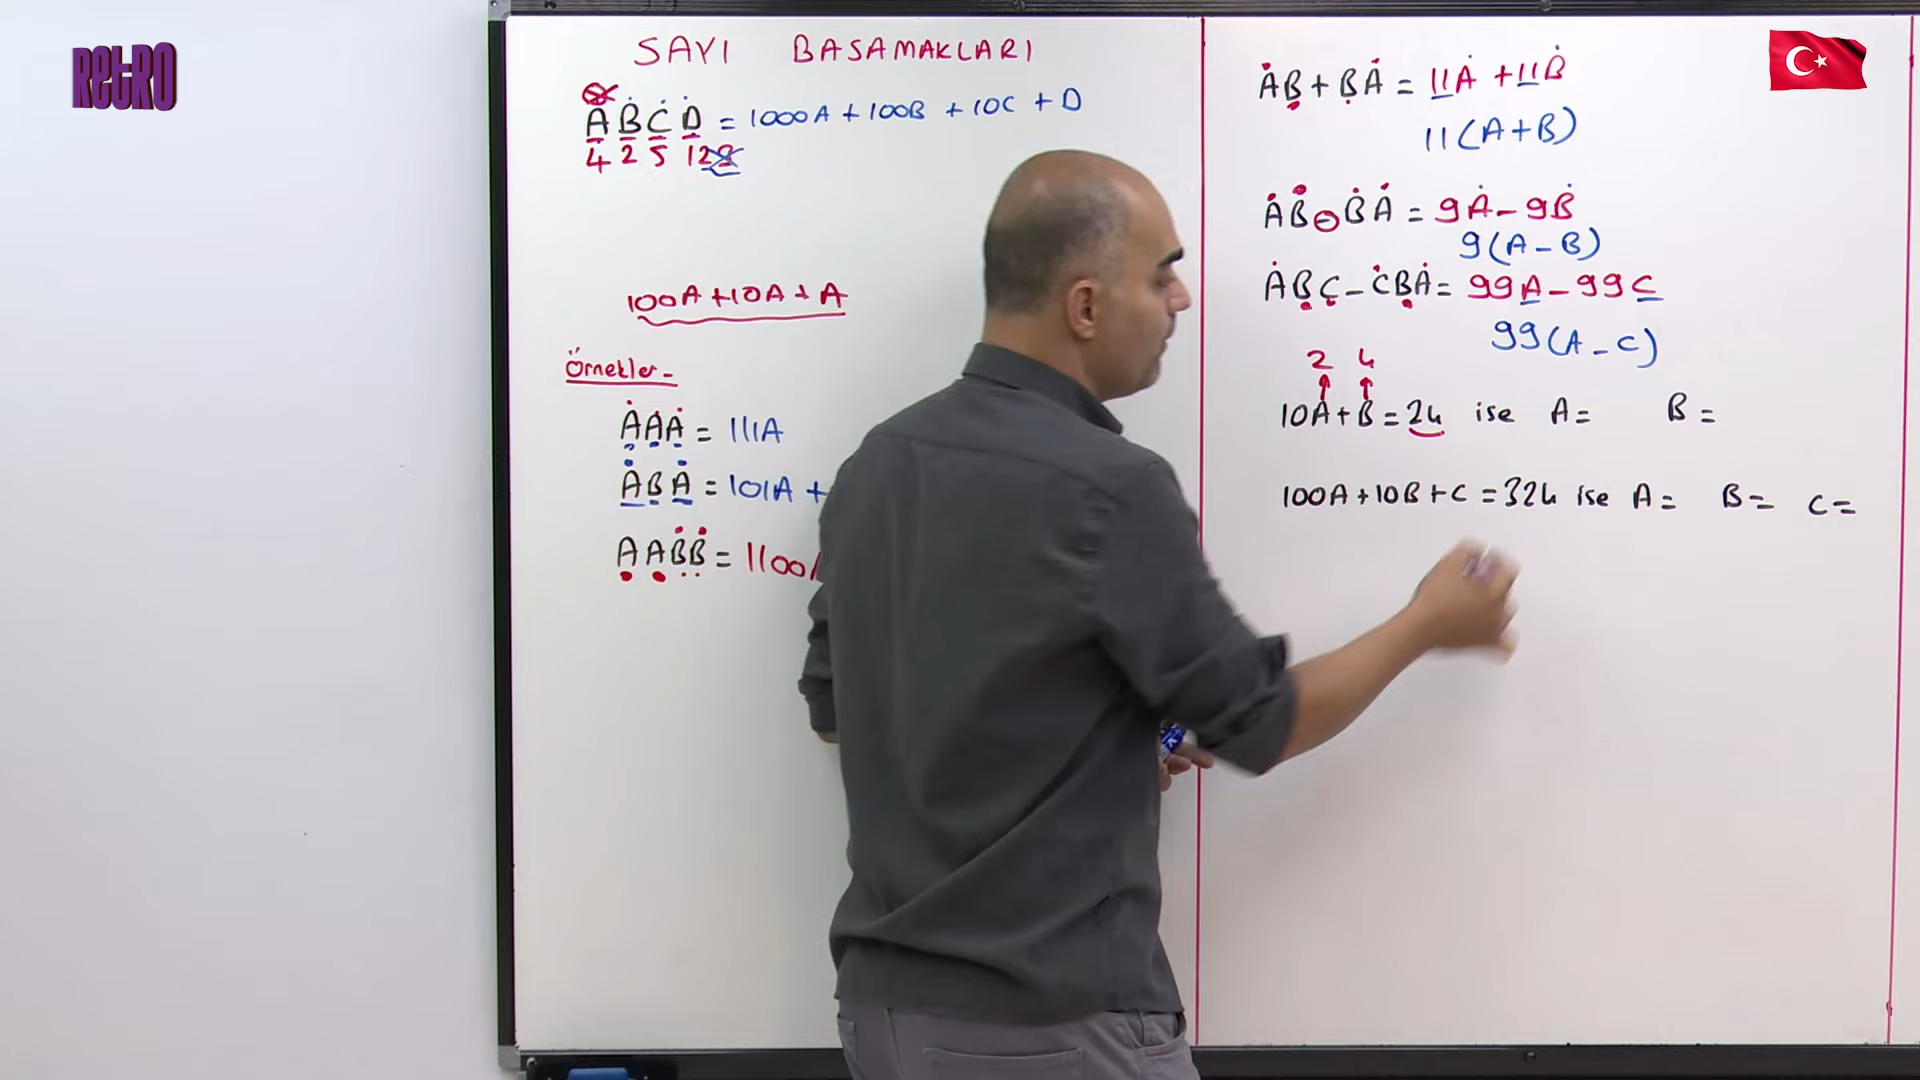 RetRO
SAYI BASAMAKLARI
A B C D = 1000A + 100B + 10C + D
4 2 5 12
100A + 10A + A
Örnekler -
AAA = 111A
ABA = 101A +
AABB = 1100
AB + BA = 11A + 11B
11(A+B)
AB - BA = 9A - 9B
9(A - B)
ABC - CBA = 99A - 99C
99(A - C)
2 4
10A + B = 24 ise A = B =
100A + 10B + C = 324 ise A = B = C =